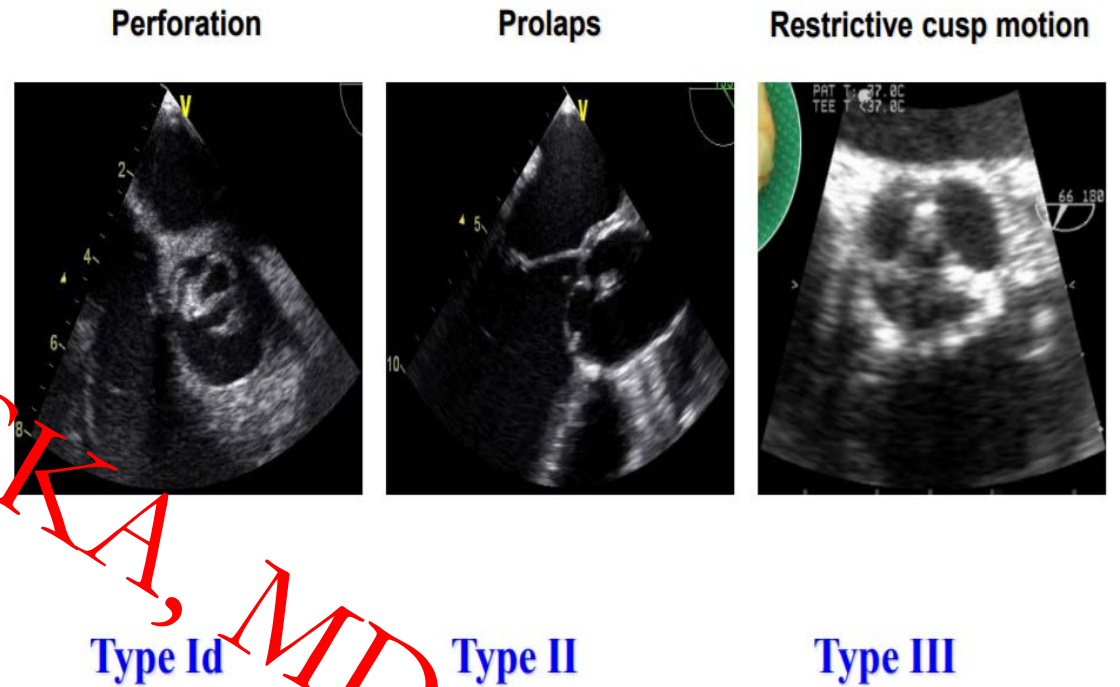 Perforation
Prolaps
Restrictive cusp motion
V
2
4
6
8
V
5
10
PAT T: 37.0C
TEE T <37.0C
66 180
CKA, MD
Type Id
Type II
Type III